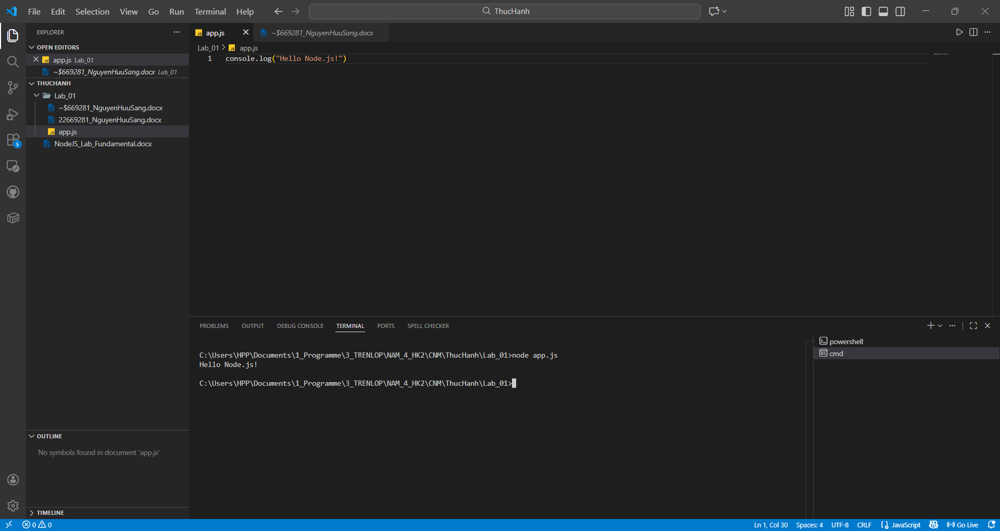 File Edit Selection View Go Run Terminal Help
ThucHanh
EXPLORER
OPEN EDITORS
app.js Lab_01
~$669281_NguyenHuuSang.docx Lab_01
THUCHANH
Lab_01
~$669281_NguyenHuuSang.docx
22669281_NguyenHuuSang.docx
app.js
NodeJS_Lab_Fundamental.docx
5
OUTLINE
No symbols found in document 'app.js'
TIMELINE
app.js
~$669281_NguyenHuuSang.docx
Lab_01 > app.js
1 console.log("Hello Node.js!")
PROBLEMS OUTPUT DEBUG CONSOLE TERMINAL PORTS SPELL CHECKER
C:\Users\HPP\Documents\1_Programme\3_TRENLOP\NAM_4_HK2\CNM\ThucHanh\Lab_01>node app.js
Hello Node.js!
C:\Users\HPP\Documents\1_Programme\3_TRENLOP\NAM_4_HK2\CNM\ThucHanh\Lab_01>
powershell
cmd
0 0
Ln 1, Col 30 Spaces: 4 UTF-8 CRLF JavaScript Go Live